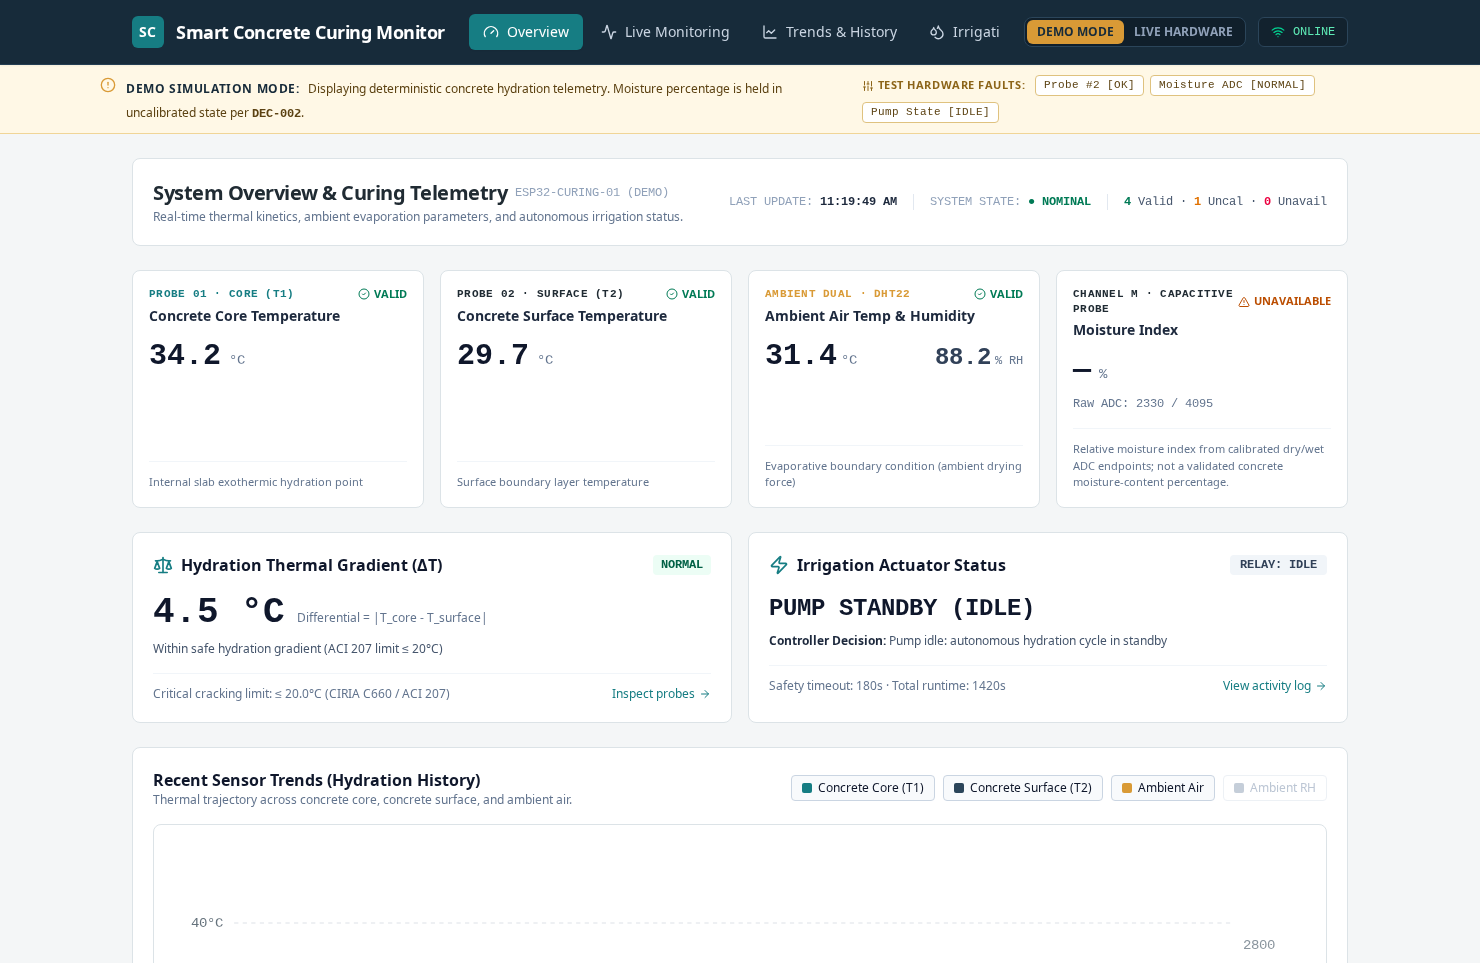 SC Smart Concrete Curing Monitor Overview Live Monitoring Trends & History Irrigati DEMO MODE LIVE HARDWARE ONLINE
DEMO SIMULATION MODE: Displaying deterministic concrete hydration telemetry. Moisture percentage is held in
uncalibrated state per DEC-002.
TEST HARDWARE FAULTS: Probe #2 [OK] Moisture ADC [NORMAL]
Pump State [IDLE]
System Overview & Curing Telemetry ESP32-CURING-01 (DEMO)
Real-time thermal kinetics, ambient evaporation parameters, and autonomous irrigation status.
LAST UPDATE: 11:19:49 AM SYSTEM STATE: ● NOMINAL 4 Valid · 1 Uncal · 0 Unavail
PROBE 01 · CORE (T1) VALID
Concrete Core Temperature
34.2 °C
Internal slab exothermic hydration point
PROBE 02 · SURFACE (T2) VALID
Concrete Surface Temperature
29.7 °C
Surface boundary layer temperature
AMBIENT DUAL · DHT22 VALID
Ambient Air Temp & Humidity
31.4 °C 88.2 % RH
Evaporative boundary condition (ambient drying
force)
CHANNEL M · CAPACITIVE
PROBE
UNAVAILABLE
Moisture Index
— %
Raw ADC: 2330 / 4095
Relative moisture index from calibrated dry/wet
ADC endpoints; not a validated concrete
moisture-content percentage.
Hydration Thermal Gradient (ΔT) NORMAL
4.5 °C Differential = |T_core - T_surface|
Within safe hydration gradient (ACI 207 limit ≤ 20°C)
Critical cracking limit: ≤ 20.0°C (CIRIA C660 / ACI 207) Inspect probes →
Irrigation Actuator Status RELAY: IDLE
PUMP STANDBY (IDLE)
Controller Decision: Pump idle: autonomous hydration cycle in standby
Safety timeout: 180s · Total runtime: 1420s View activity log →
Recent Sensor Trends (Hydration History)
Thermal trajectory across concrete core, concrete surface, and ambient air.
Concrete Core (T1) Concrete Surface (T2) Ambient Air Ambient RH
40°C
2800